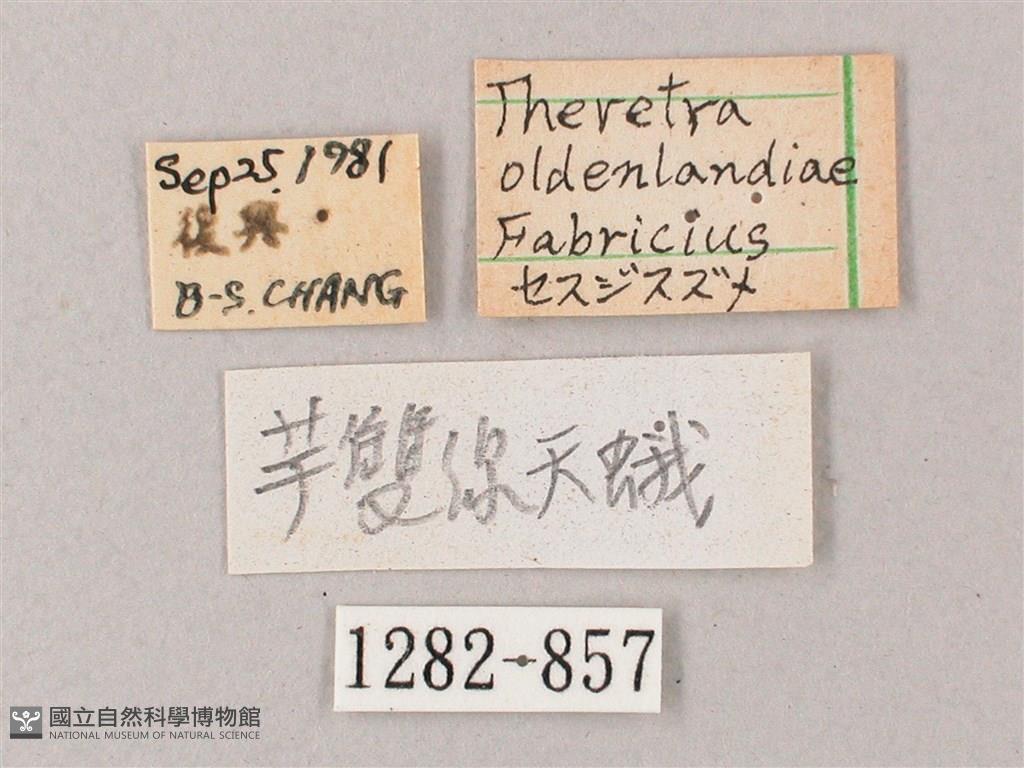 Sep 25. 1981
復興
B-S. CHANG
Theretra
oldenlandiae
Fabricius
セスジスズメ
芋雙線天蛾
1282-857
國立自然科學博物館
NATIONAL MUSEUM OF NATURAL SCIENCE